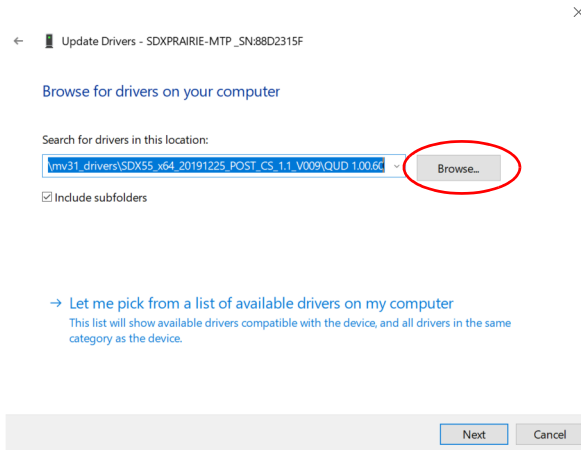 Update Drivers - SDXPRAIRIE-MTP _SN:88D2315F
Browse for drivers on your computer
Search for drivers in this location:
\mv31_drivers\SDX55_x64_20191225_POST_CS_1.1_V009\QUD 1.00.60
Browse...
Include subfolders
Let me pick from a list of available drivers on my computer
This list will show available drivers compatible with the device, and all drivers in the same
category as the device.
Next
Cancel